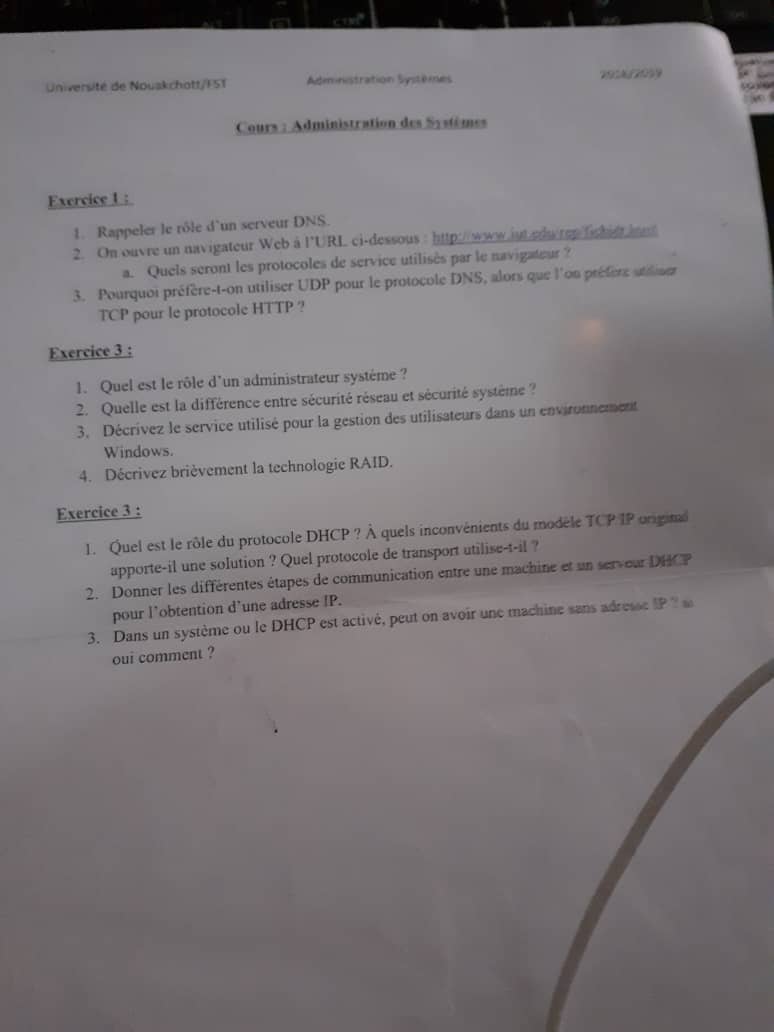 Université de Nouakchott/FST
Administration Systèmes
2018/2019
Cours : Administration des Systèmes
Exercice 1 :
1. Rappeler le rôle d'un serveur DNS.
2. On ouvre un navigateur Web à l'URL ci-dessous : http://www.iut.edu/rep/
a. Quels seront les protocoles de service utilisés par le navigateur ?
3. Pourquoi préfère-t-on utiliser UDP pour le protocole DNS, alors que l'on préfère utiliser
TCP pour le protocole HTTP ?
Exercice 3 :
1. Quel est le rôle d'un administrateur système ?
2. Quelle est la différence entre sécurité réseau et sécurité système ?
3. Décrivez le service utilisé pour la gestion des utilisateurs dans un environnement
Windows.
4. Décrivez brièvement la technologie RAID.
Exercice 3 :
1. Quel est le rôle du protocole DHCP ? À quels inconvénients du modèle TCP/IP original
apporte-il une solution ? Quel protocole de transport utilise-t-il ?
2. Donner les différentes étapes de communication entre une machine et un serveur DHCP
pour l'obtention d'une adresse IP.
3. Dans un système ou le DHCP est activé, peut on avoir une machine sans adresse IP ? si
oui comment ?